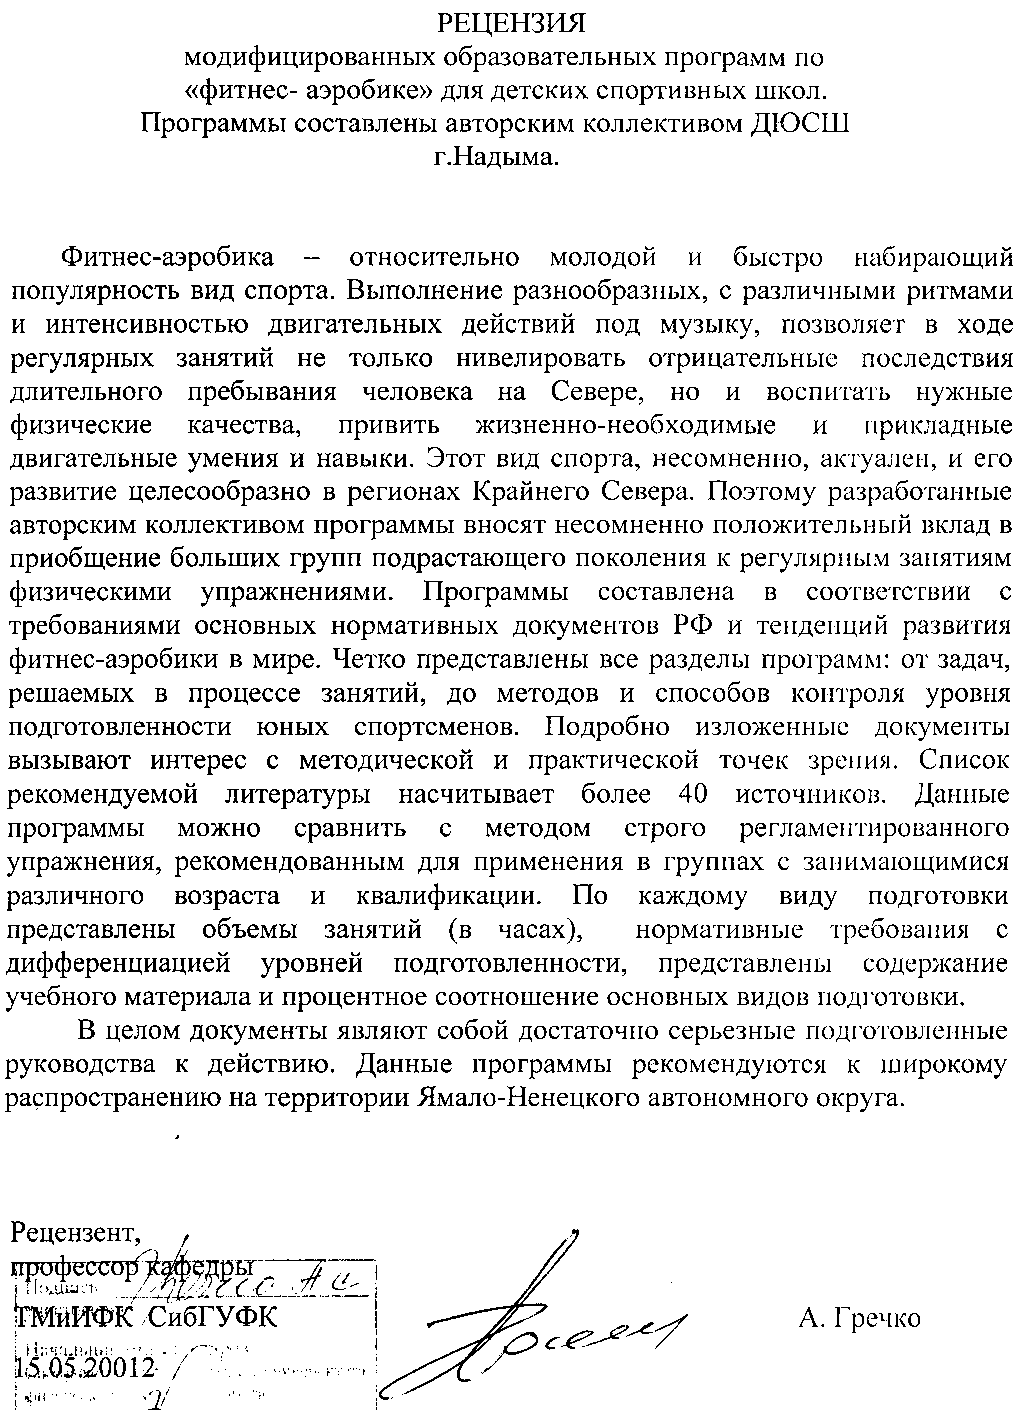 РЕЦЕНЗИЯ
модифицированных образовательных программ по
«фитнес- аэробике» для детских спортивных школ.
Программы составлены авторским коллективом ДЮСШ
г.Надыма.
Фитнес-аэробика – относительно молодой и быстро набирающий
популярность вид спорта. Выполнение разнообразных, с различными ритмами
и интенсивностью двигательных действий под музыку, позволяет в ходе
регулярных занятий не только нивелировать отрицательные последствия
длительного пребывания человека на Севере, но и воспитать нужные
физические качества, привить жизненно-необходимые и прикладные
двигательные умения и навыки. Этот вид спорта, несомненно, актуален, и его
развитие целесообразно в регионах Крайнего Севера. Поэтому разработанные
авторским коллективом программы вносят несомненно положительный вклад в
приобщение больших групп подрастающего поколения к регулярным занятиям
физическими упражнениями. Программы составлена в соответствии с
требованиями основных нормативных документов РФ и тенденций развития
фитнес-аэробики в мире. Четко представлены все разделы программ: от задач,
решаемых в процессе занятий, до методов и способов контроля уровня
подготовленности юных спортсменов. Подробно изложенные документы
вызывают интерес с методической и практической точек зрения. Список
рекомендуемой литературы насчитывает более 40 источников. Данные
программы можно сравнить с методом строго регламентированного
упражнения, рекомендованным для применения в группах с занимающимися
различного возраста и квалификации. По каждому виду подготовки
представлены объемы занятий (в часах), нормативные требования с
дифференциацией уровней подготовленности, представлены содержание
учебного материала и процентное соотношение основных видов подготовки.
В целом документы являют собой достаточно серьезные подготовленные
руководства к действию. Данные программы рекомендуются к широкому
распространению на территории Ямало-Ненецкого автономного округа.
Рецензент,
профессор кафедры
Подпись
ТМиИФК СибГУФК А. Гречко
15.05.20012